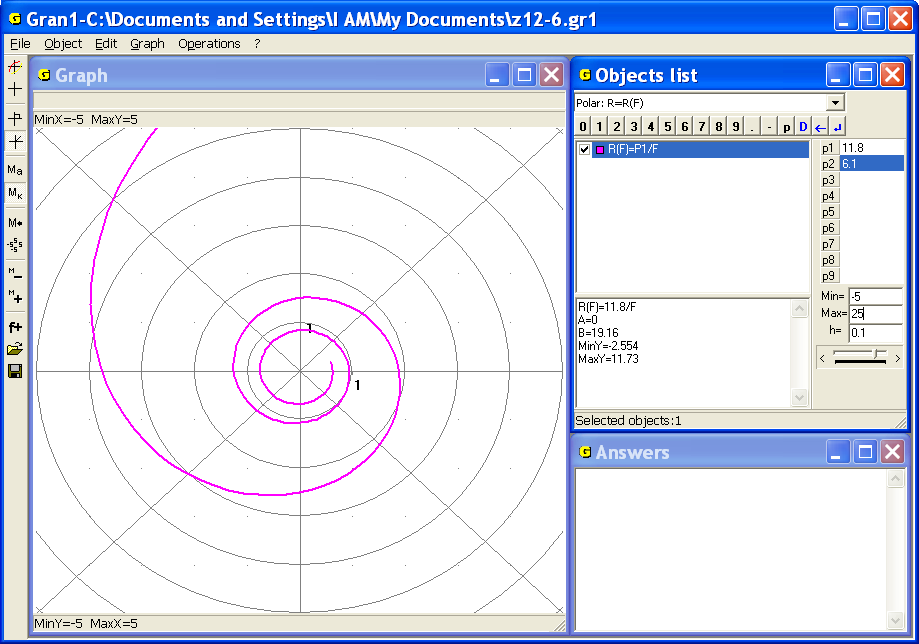 Gran1-C:\Documents and Settings\I AM\My Documents\z12-6.gr1
File Object Edit Graph Operations ?
Graph
MinX=-5 MaxY=5
1
1
MinY=-5 MaxX=5
Mа
Mк
M+
M
M
f+
Objects list
Polar: R=R(F)
0 1 2 3 4 5 6 7 8 9 . - p D ← ↲
R(F)=P1/F
p1 11.8
p2 6.1
p3
p4
p5
p6
p7
p8
p9
Min= -5
Max= 25
h= 0.1
< >
R(F)=11.8/F
A=0
B=19.16
MinY=-2.554
MaxY=11.73
Selected objects:1
Answers